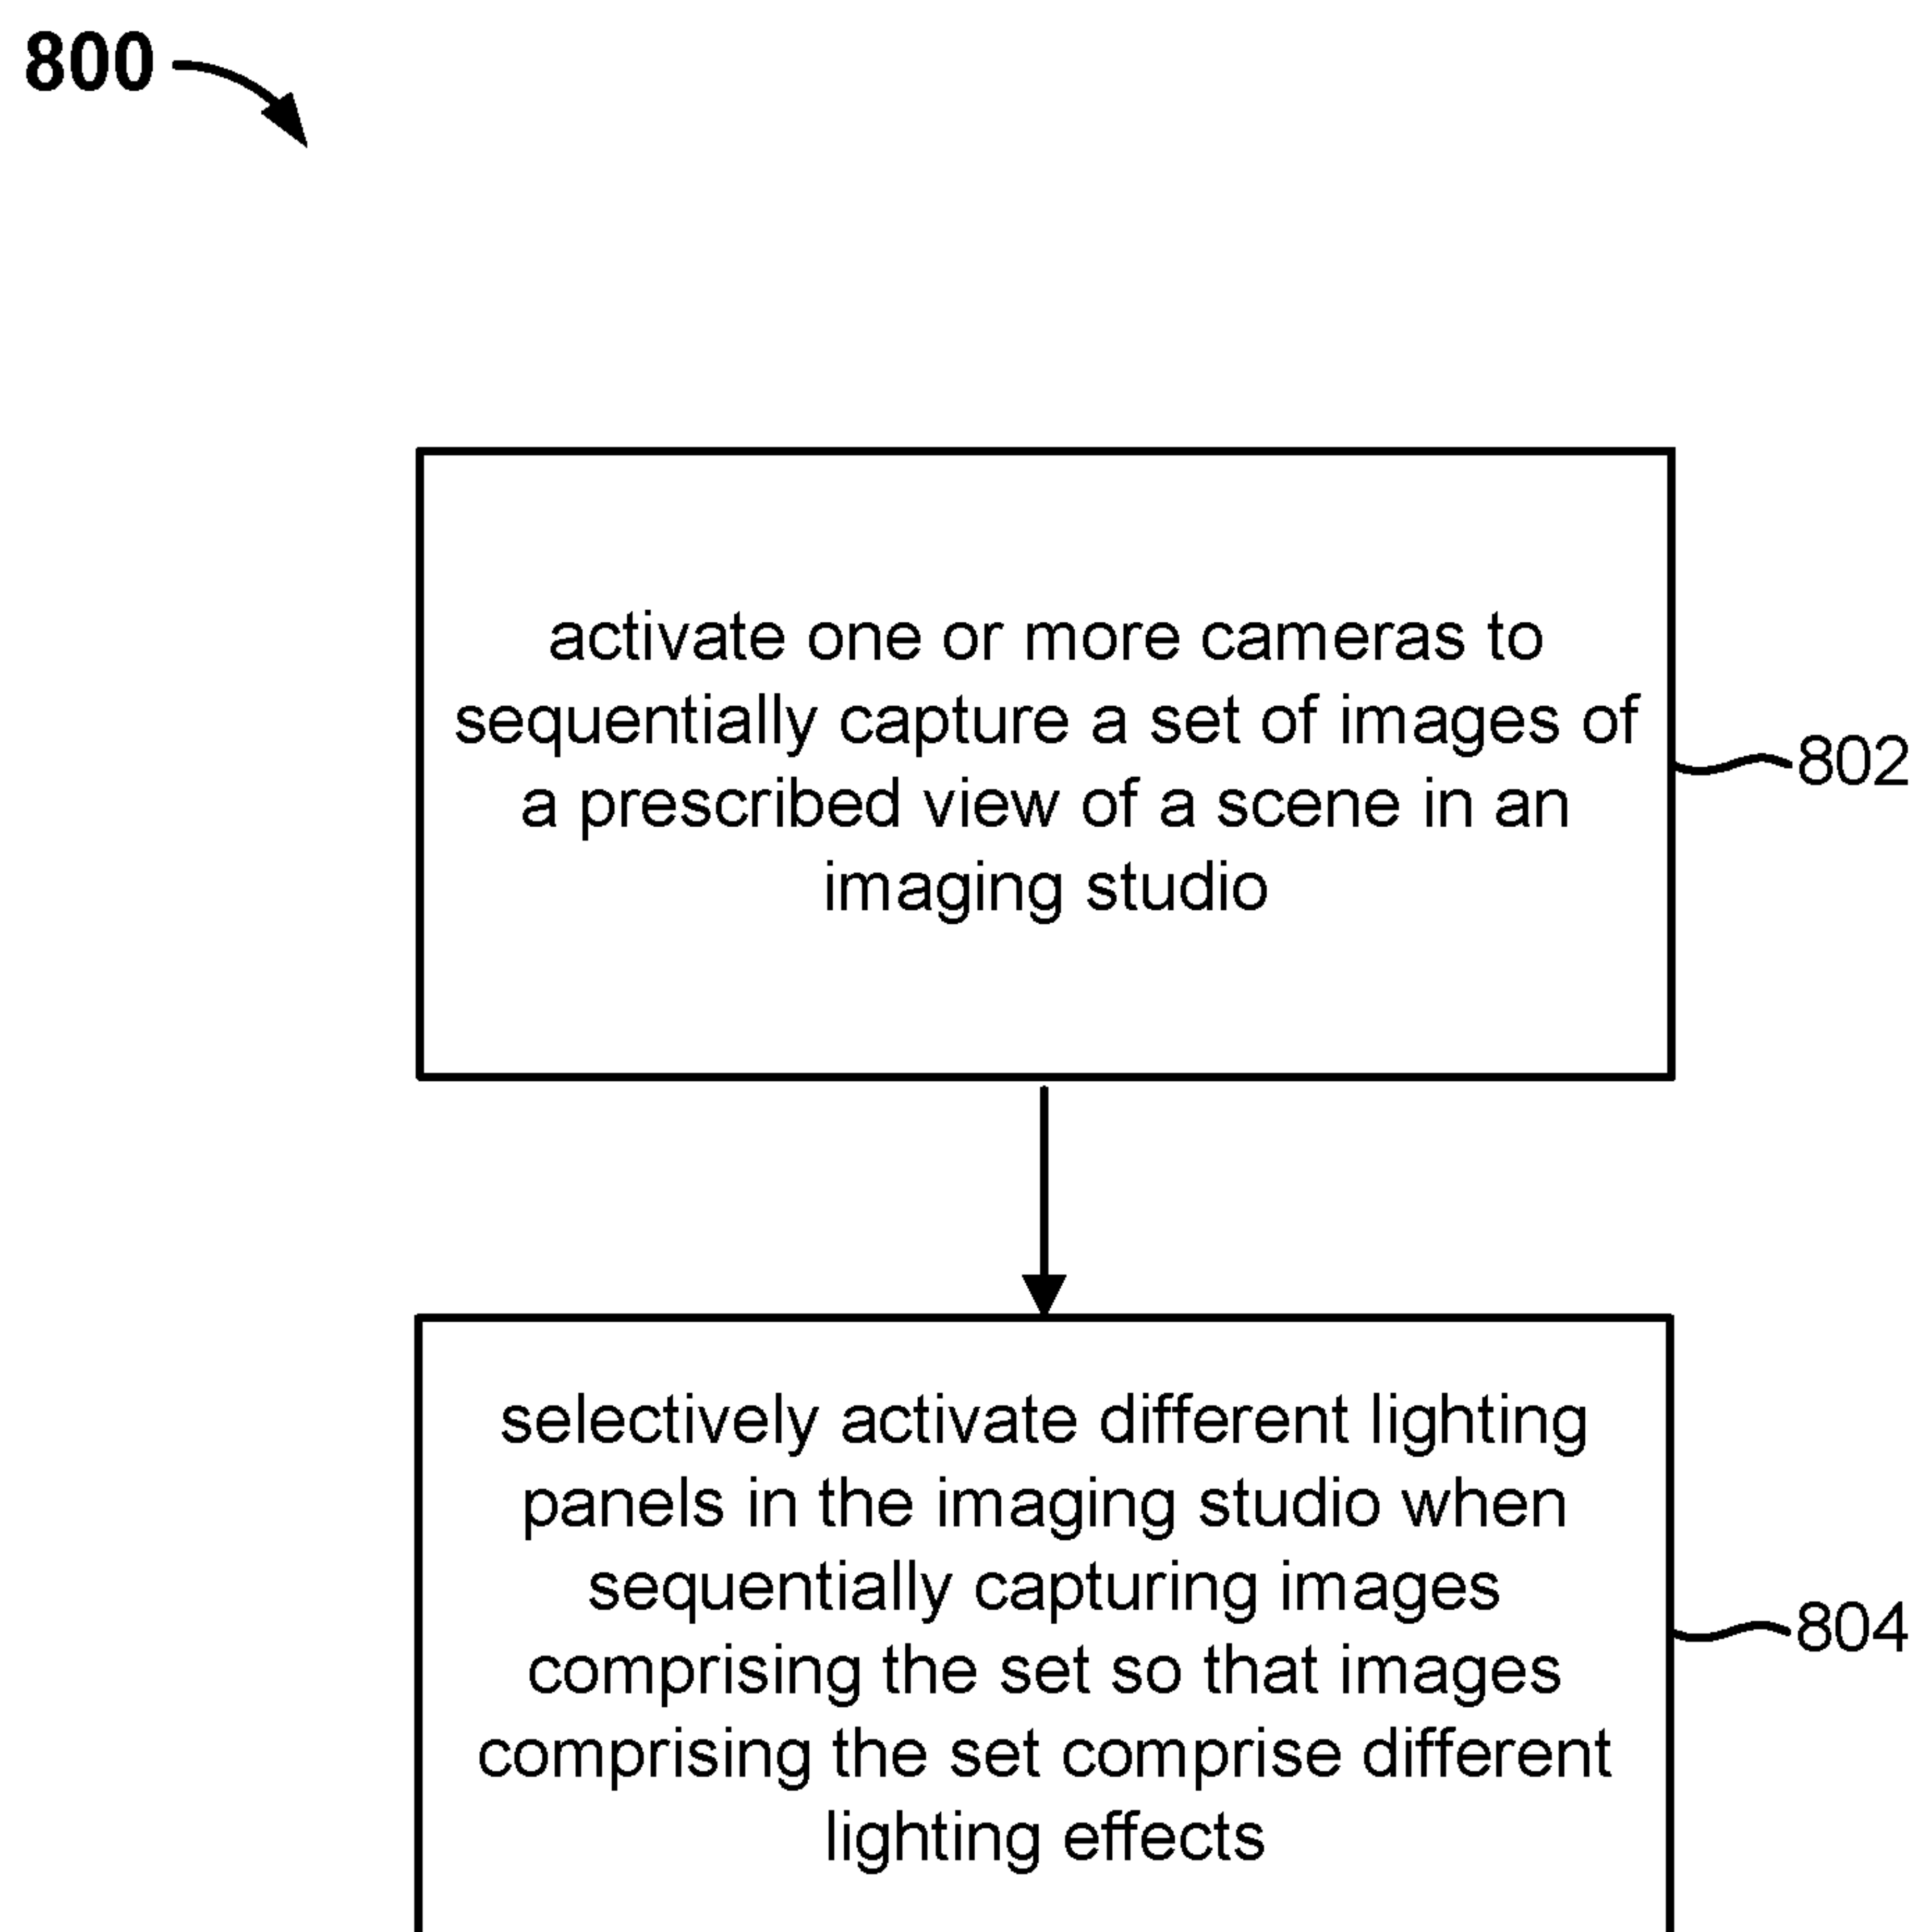 800
activate one or more cameras to
sequentially capture a set of images of
a prescribed view of a scene in an
imaging studio
802
selectively activate different lighting
panels in the imaging studio when
sequentially capturing images
comprising the set so that images
comprising the set comprise different
lighting effects
804